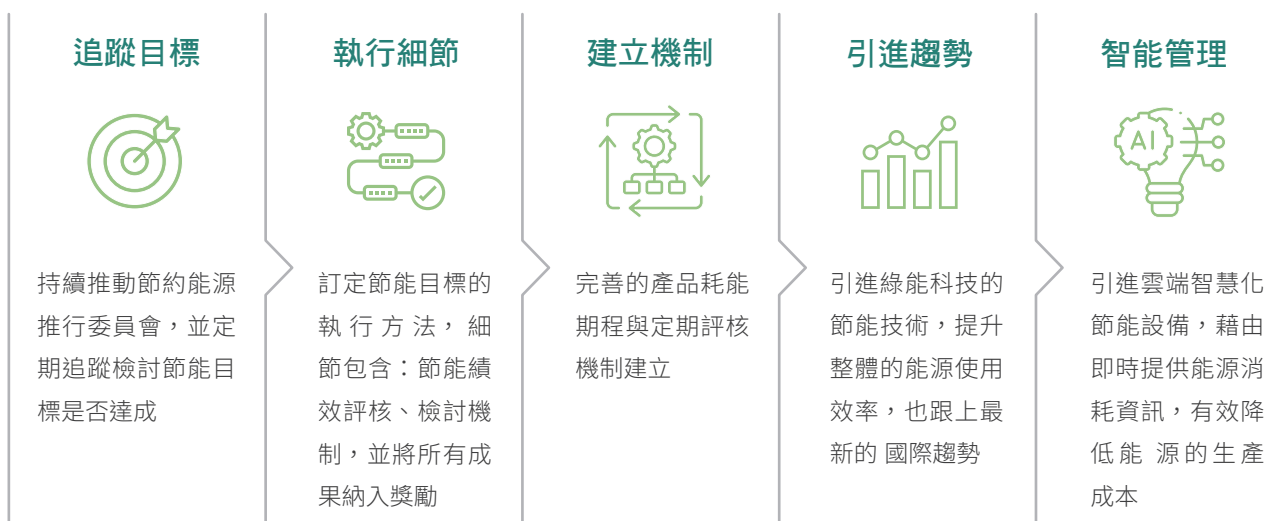 追蹤目標
持續推動節約能源
推行委員會，並定
期追蹤檢討節能目
標是否達成
執行細節
訂定節能目標的
執行方法，細
節包含：節能績
效評核、檢討機
制，並將所有成
果納入獎勵
建立機制
完善的產品耗能
期程與定期評核
機制建立
引進趨勢
引進綠能科技的
節能技術，提升
整體的能源使用
效率，也跟上最
新的 國際趨勢
智能管理
AI
引進雲端智慧化
節能設備，藉由
即時提供能源消
耗資訊，有效降
低能 源的生產
成本